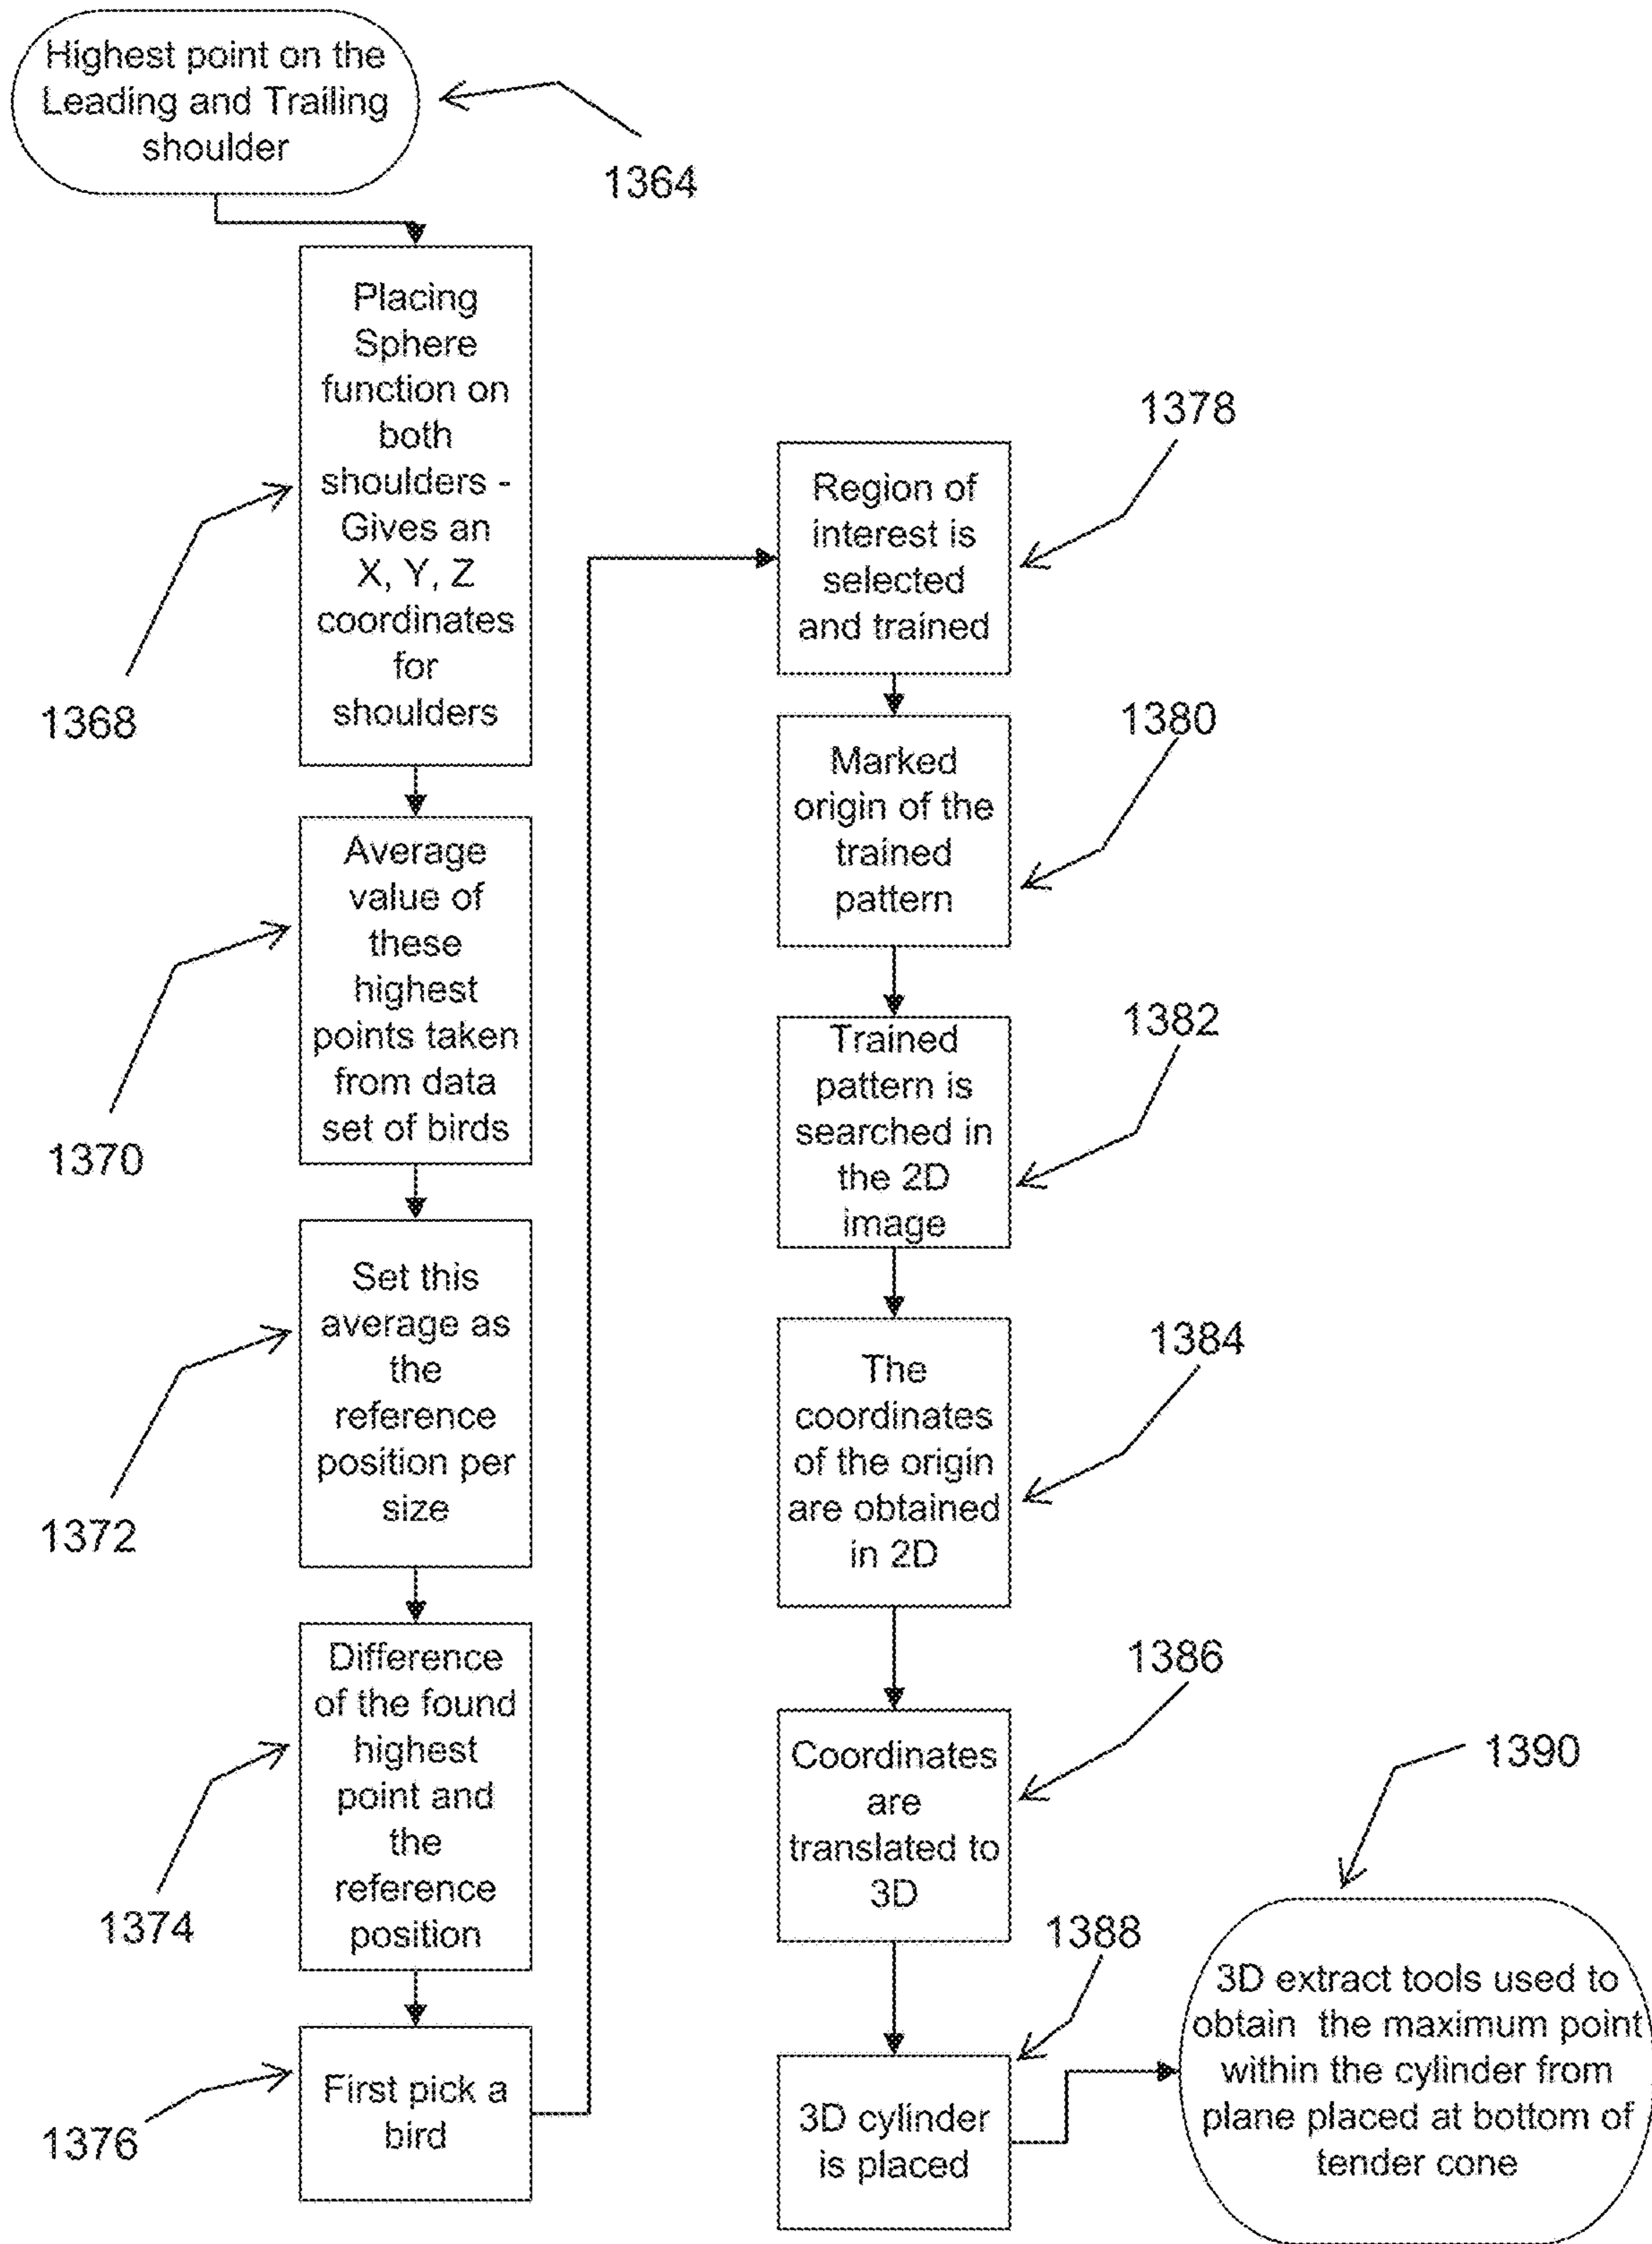 Highest point on the
Leading and Trailing
shoulder
1364
Placing
Sphere
function on
both
shoulders -
Gives an
X, Y, Z
coordinates
for
shoulders
1368
Average
value of
these
highest
points taken
from data
set of birds
1370
Set this
average as
the
reference
position per
size
1372
Difference
of the found
highest
point and
the
reference
position
1374
First pick a
bird
1376
1378
Region of
interest is
selected
and trained
1380
Marked
origin of the
trained
pattern
1382
Trained
pattern is
searched in
the 2D
image
1384
The
coordinates
of the origin
are obtained
in 2D
1386
Coordinates
are
translated to
3D
1388
3D cylinder
is placed
1390
3D extract tools used to
obtain  the maximum point
within the cylinder from
plane placed at bottom of
tender cone